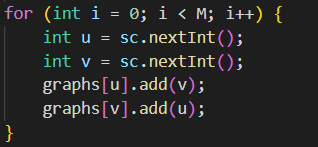 for (int i = 0; i < M; i++) {
    int u = sc.nextInt();
    int v = sc.nextInt();
    graphs[u].add(v);
    graphs[v].add(u);
}